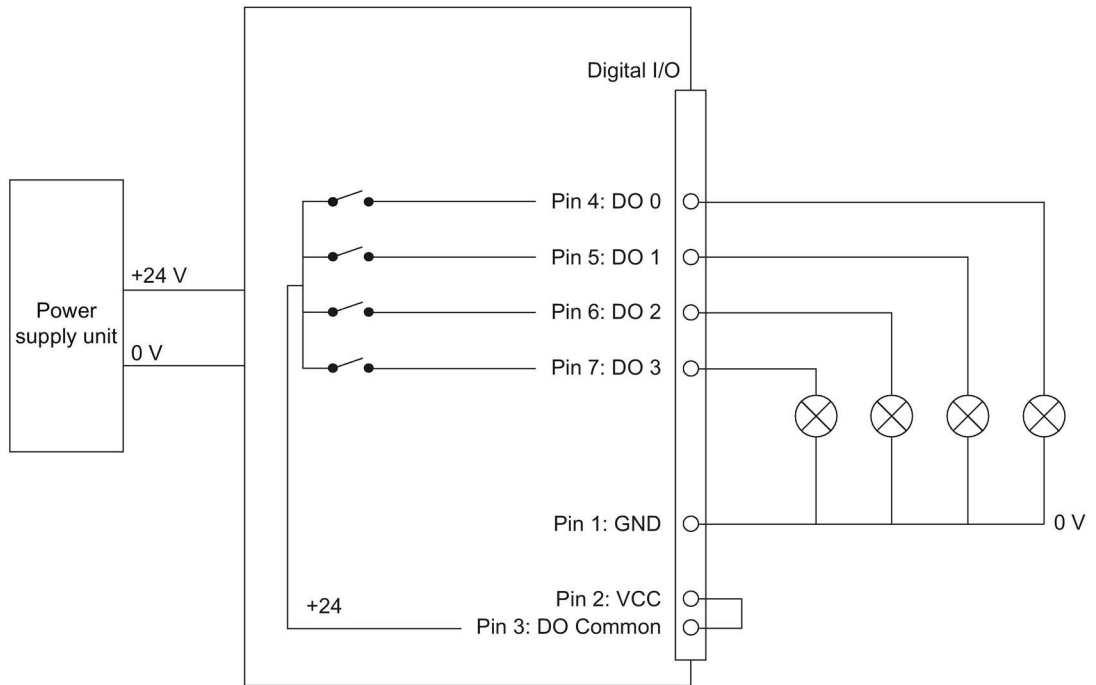 Digital I/O
Pin 4: DO 0
Pin 5: DO 1
+24 V
Power
supply unit
Pin 6: DO 2
0 V
Pin 7: DO 3
Pin 1: GND
0 V
Pin 2: VCC
+24
Pin 3: DO Common